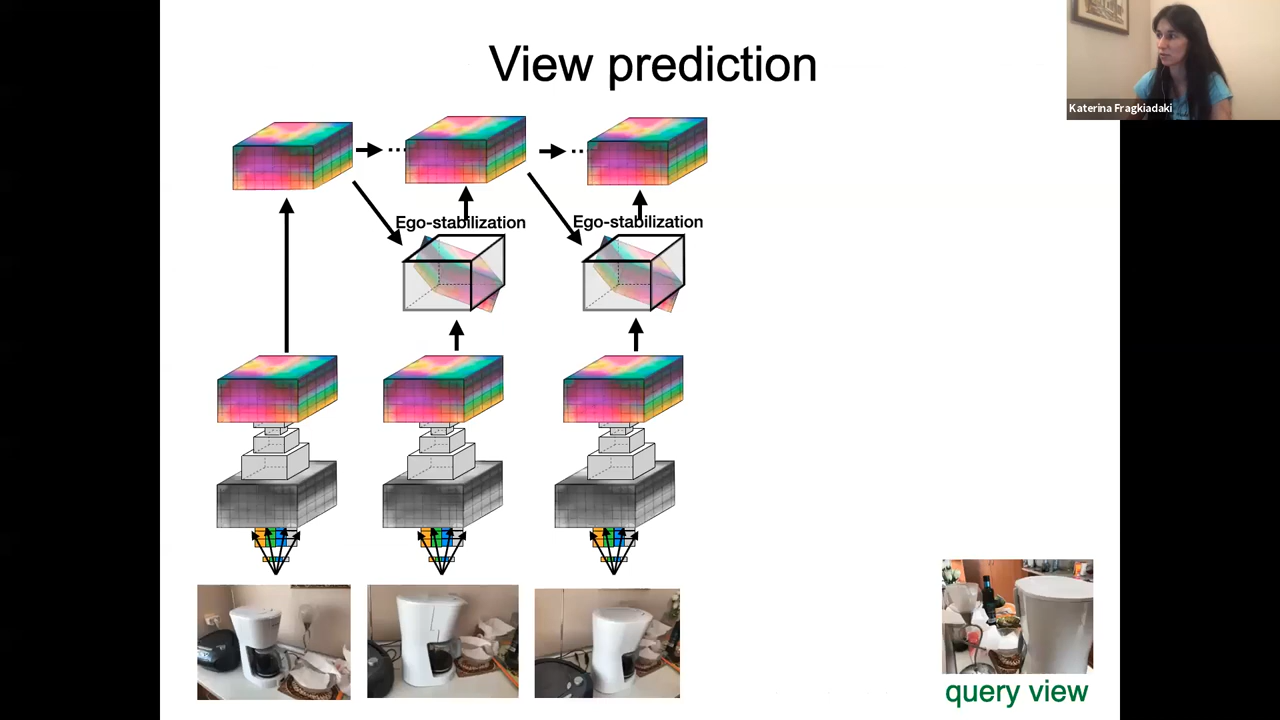 View prediction
Katerina Fragkiadaki
Ego-stabilization
Ego-stabilization
query view